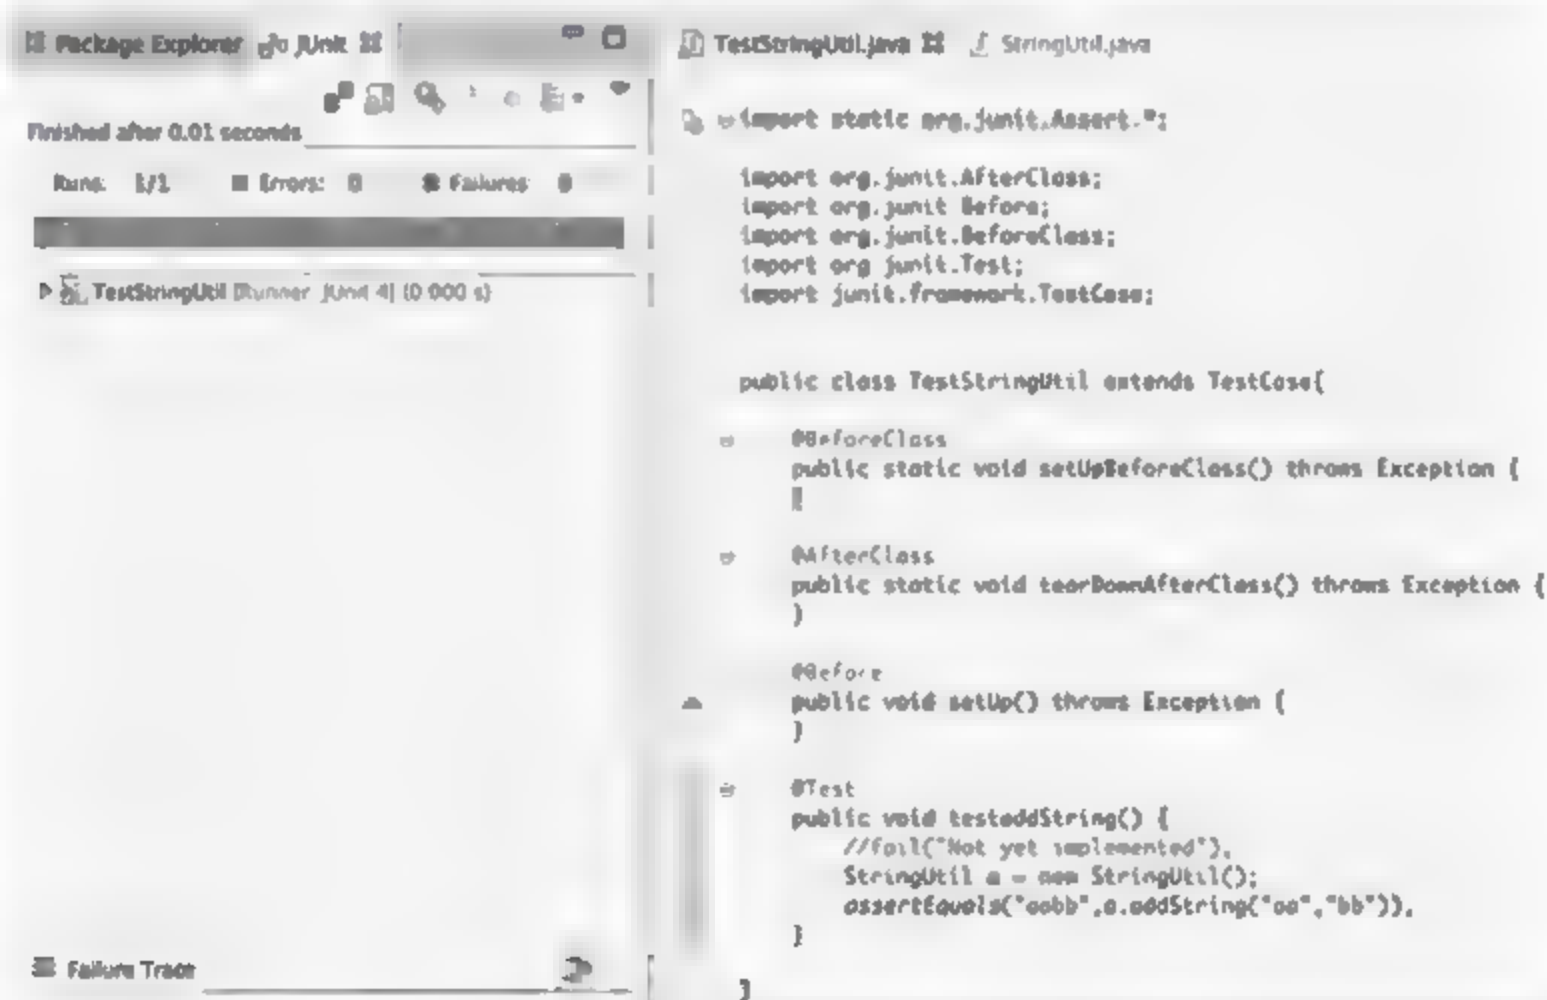 Package Explorer JUnit
Finished after 0.01 seconds
Runs: 1/1 Errors: 0 Failures: 0
TestStringUtil [Runner: JUnit 4] (0.000 s)
Failure Trace
TestStringUtil.java StringUtil.java
import static org.junit.Assert.*;
import org.junit.AfterClass;
import org.junit.Before;
import org.junit.BeforeClass;
import org.junit.Test;
import junit.framework.TestCase;
public class TestStringUtil extends TestCase{
@BeforeClass
public static void setUpBeforeClass() throws Exception {
}
@AfterClass
public static void tearDownAfterClass() throws Exception {
}
@Before
public void setUp() throws Exception {
}
@Test
public void testaddString() {
//fail("Not yet implemented");
StringUtil a = new StringUtil();
assertEquals("aabb",a.addString("aa","bb"));
}
}